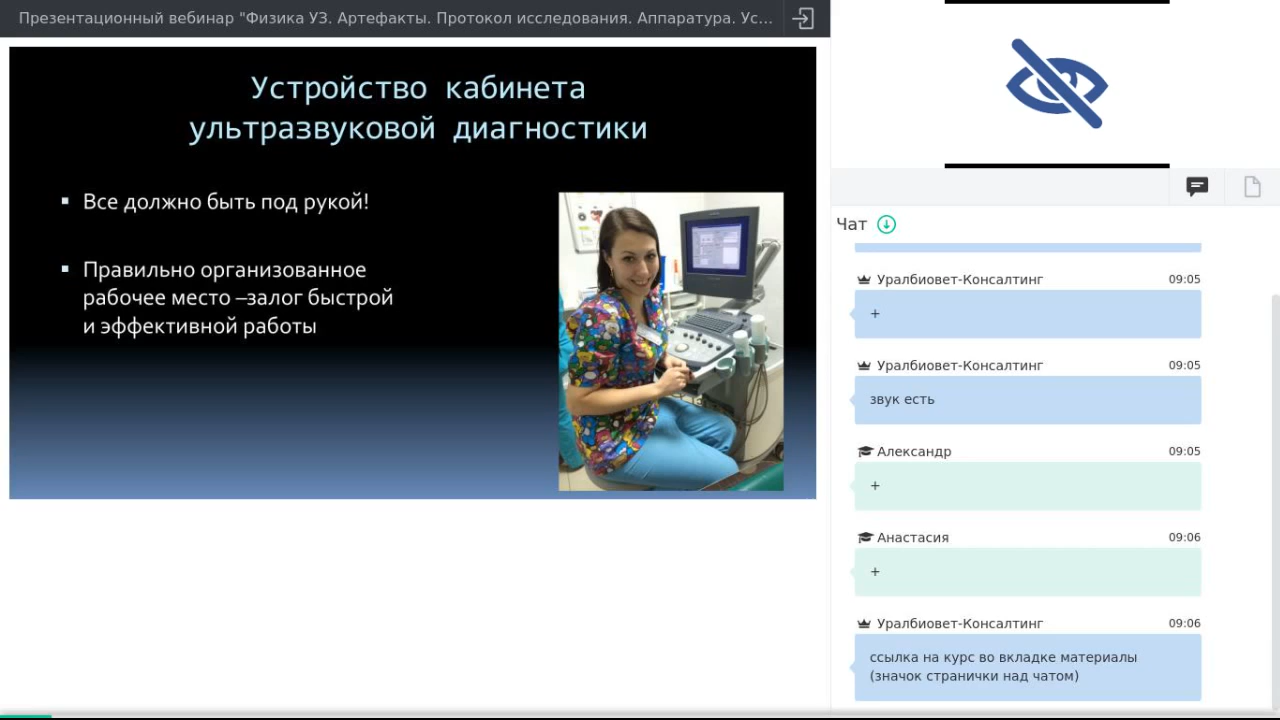 Презентационный вебинар "Физика УЗ. Артефакты. Протокол исследования. Аппаратура. Ус...
Устройство кабинета
ультразвуковой диагностики
Все должно быть под рукой!
Правильно организованное
рабочее место –залог быстрой
и эффективной работы
Чат
Уралбиовет-Консалтинг 09:05
+
Уралбиовет-Консалтинг 09:05
звук есть
Александр 09:05
+
Анастасия 09:06
+
Уралбиовет-Консалтинг 09:06
ссылка на курс во вкладке материалы
(значок странички над чатом)